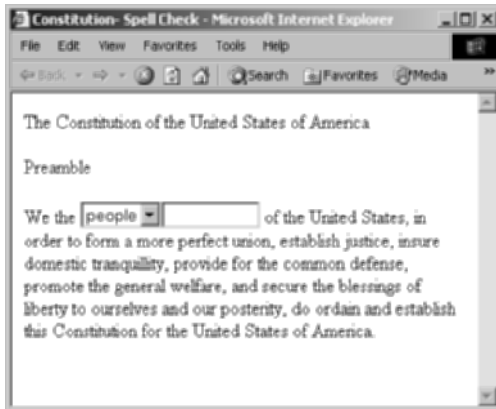 Constitution- Spell Check - Microsoft Internet Explorer
File Edit View Favorites Tools Help
Back Search Favorites Media »
The Constitution of the United States of America
Preamble
We the people of the United States, in
order to form a more perfect union, establish justice, insure
domestic tranquillity, provide for the common defense,
promote the general welfare, and secure the blessings of
liberty to ourselves and our posterity, do ordain and establish
this Constitution for the United States of America.